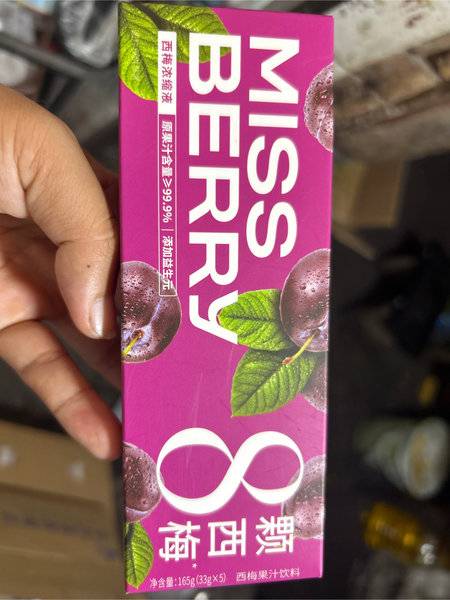 MISS
BERRY
西梅浓缩液 | 原果汁含量≥99.9% | 添加益生元
8
颗西梅*
净含量:165g(33g×5) 西梅果汁饮料